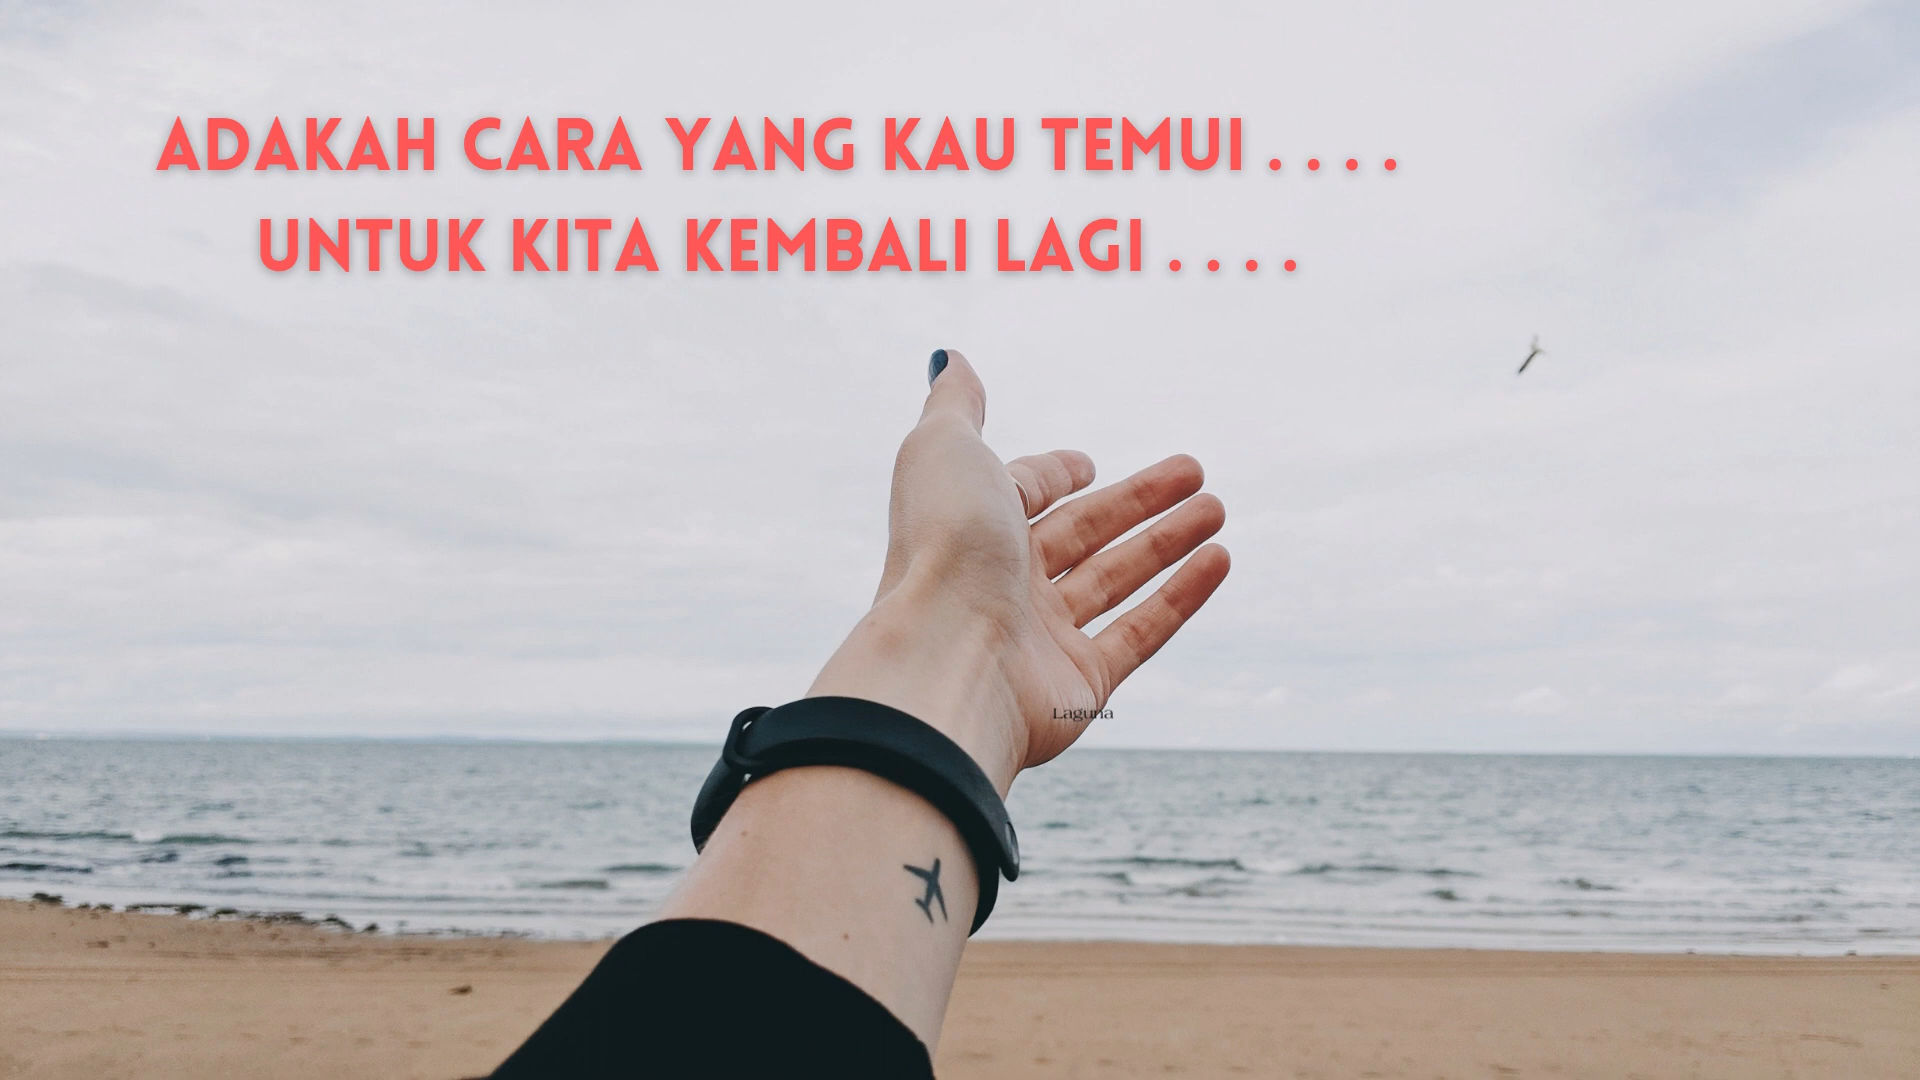 ADAKAH CARA YANG KAU TEMUI . . . .
UNTUK KITA KEMBALI LAGI . . . .
Laguna